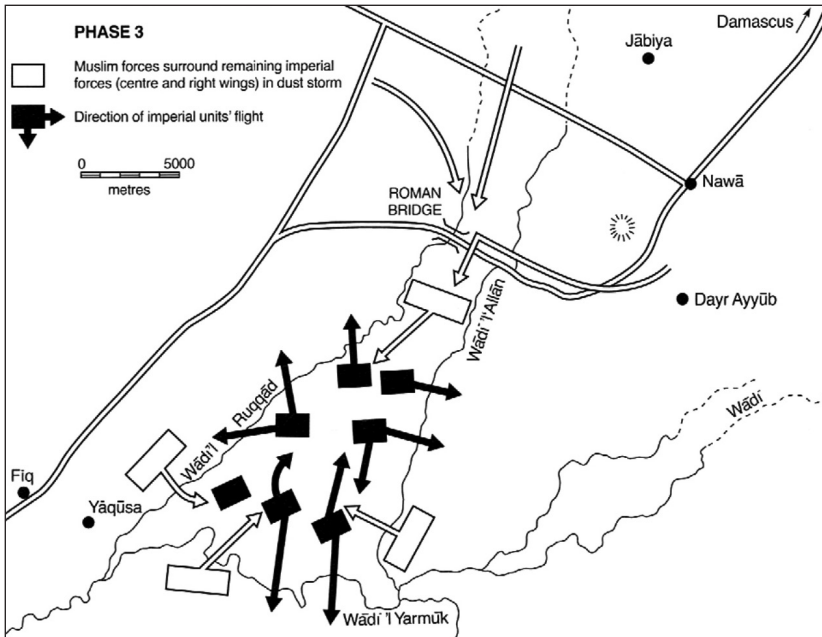 PHASE 3
Muslim forces surround remaining imperial
forces (centre and right wings) in dust storm
Direction of imperial units' flight
0 5000
metres
Damascus
Jābiya
Nawā
ROMAN
BRIDGE
Dayr Ayyūb
Wādī 'l 'Allān
Wādī 'l Ruqqād
Wādī
Fiq
Yāqūsa
Wādī 'l Yarmūk